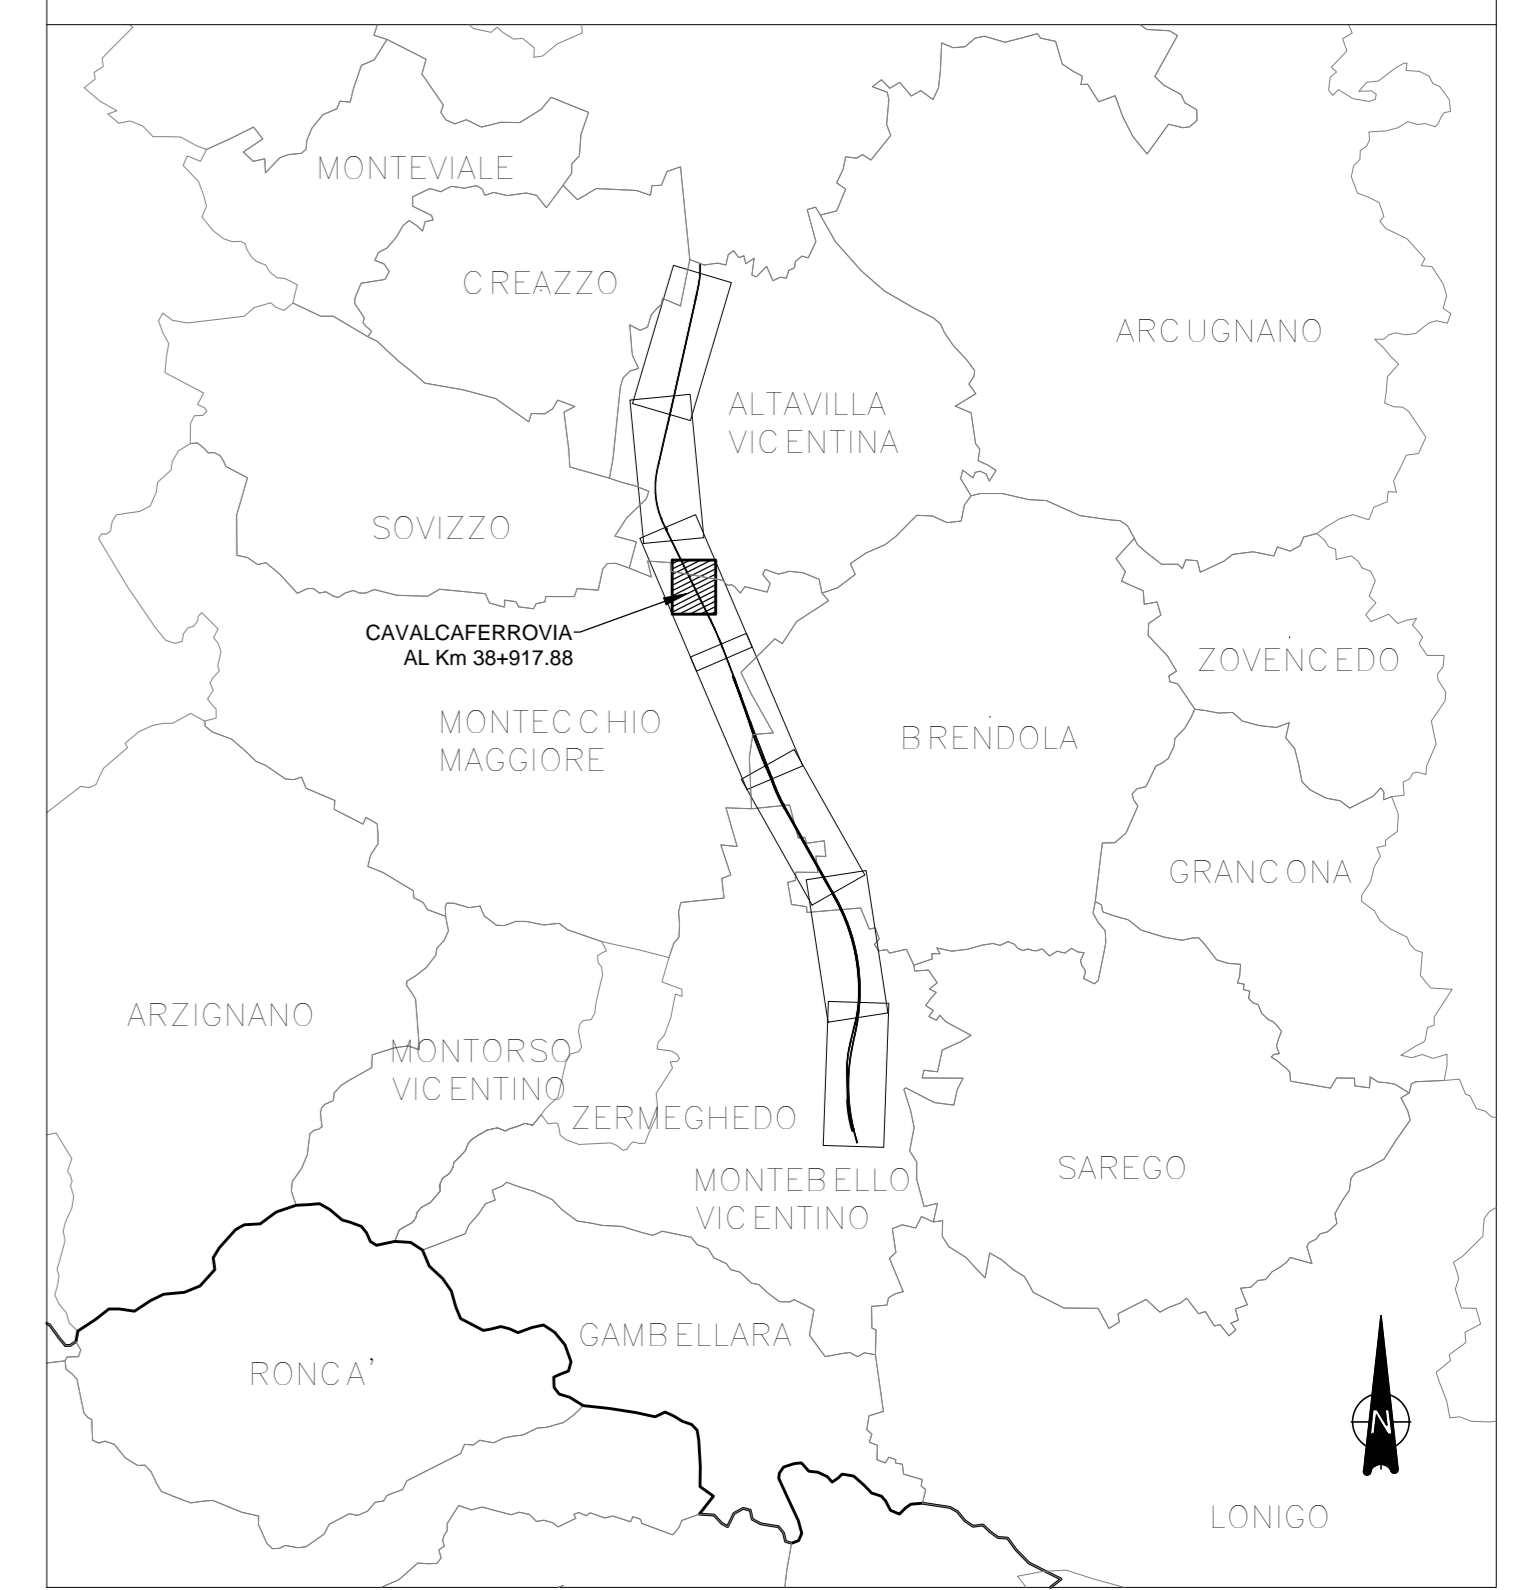 MONTEVIALE
CREAZZO
ARCUGNANO
ALTAVILLA
VICENTINA
SOVIZZO
CAVALCAFERROVIA
AL Km 38+917.88
ZOVENCEDO
MONTECCHIO
MAGGIORE
BRENDOLA
GRANCONA
ARZIGNANO
MONTORSO
VICENTINO
ZERMEGHEDO
SAREGO
MONTEBELLO
VICENTINO
GAMBELLARA
RONCA'
N
LONIGO